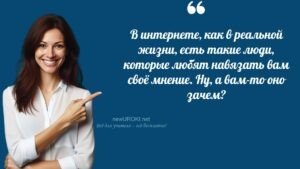 “
В интернете, как в реальной
жизни, есть такие люди,
которые любят навязать вам
своё мнение. Ну, а вам-то оно
зачем?
newUROKI.net
Всё для учителя – всё бесплатно!